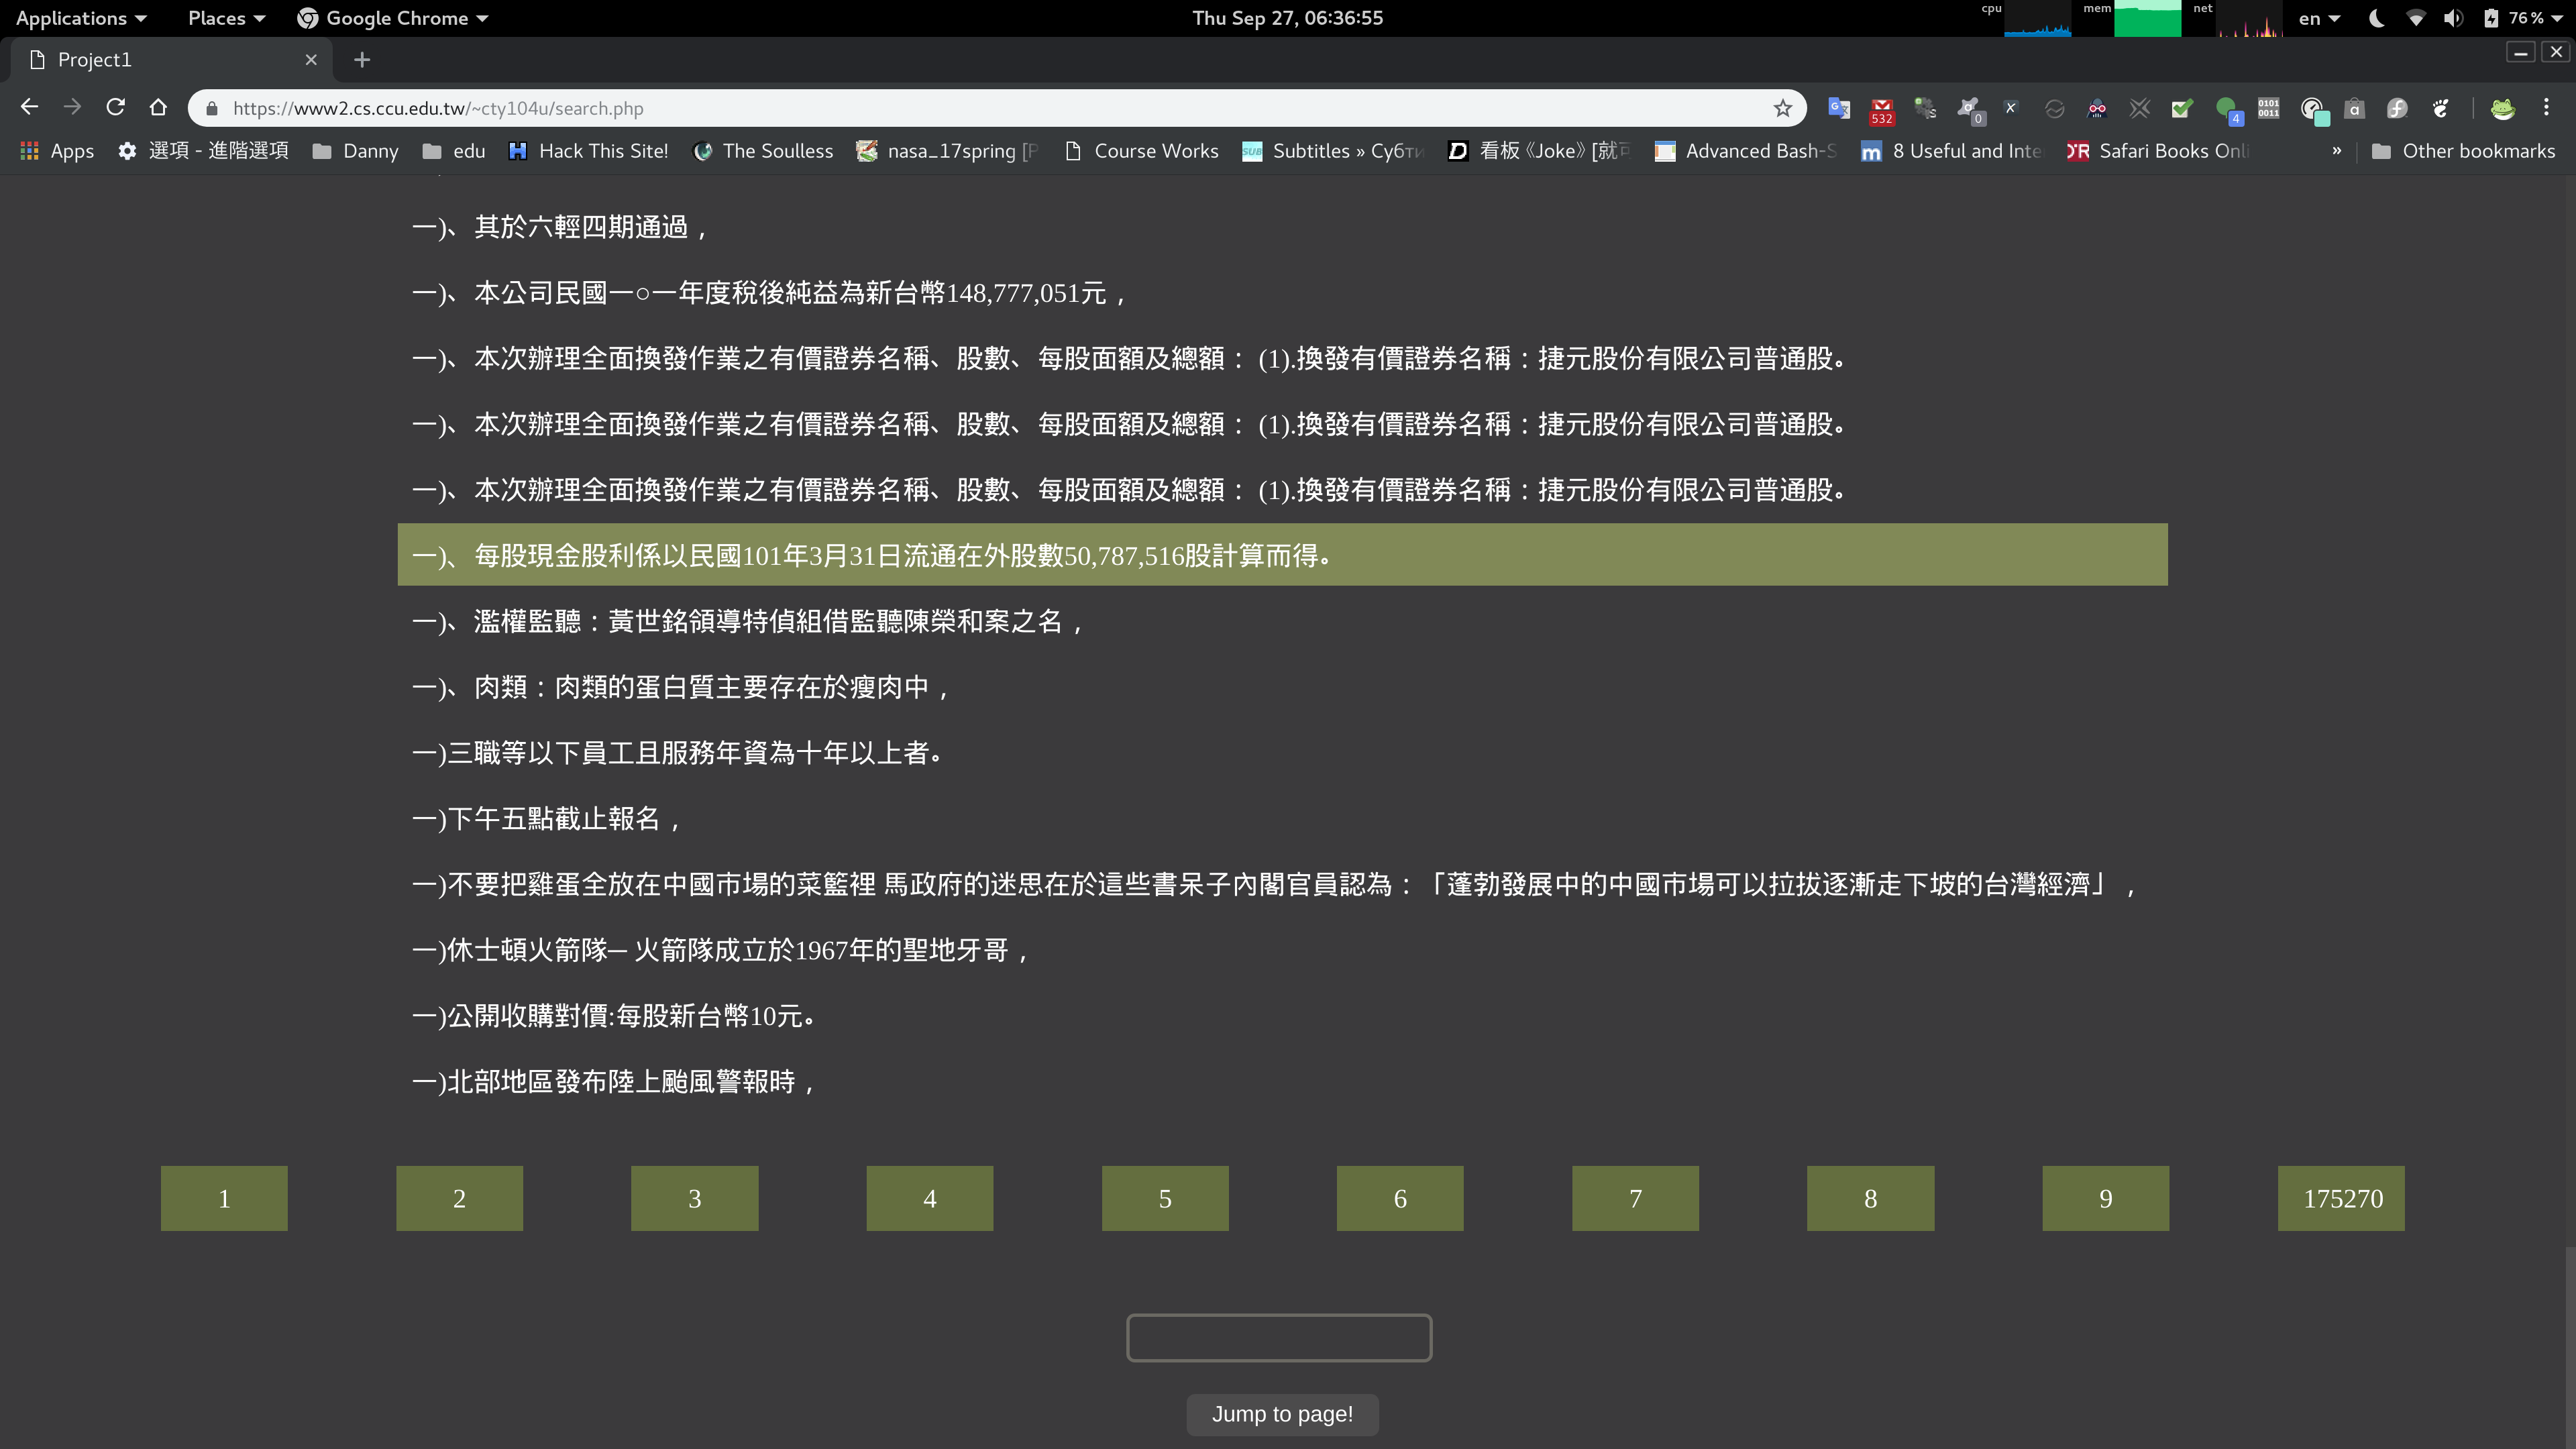 Applications Places Google Chrome Thu Sep 27, 06:36:55 cpu mem net en 76%
Project1
https://www2.cs.ccu.edu.tw/~cty104u/search.php 532 0 4
Apps 選項 - 進階選項 Danny edu Hack This Site! The Soulless nasa_17spring [P Course Works Subtitles » Субти 看板《Joke》[就可 Advanced Bash-S 8 Useful and Inte Safari Books Onli » Other bookmarks
一)、其於六輕四期通過，
一)、本公司民國一○一年度稅後純益為新台幣148,777,051元，
一)、本次辦理全面換發作業之有價證券名稱、股數、每股面額及總額： (1).換發有價證券名稱：捷元股份有限公司普通股。
一)、本次辦理全面換發作業之有價證券名稱、股數、每股面額及總額： (1).換發有價證券名稱：捷元股份有限公司普通股。
一)、本次辦理全面換發作業之有價證券名稱、股數、每股面額及總額： (1).換發有價證券名稱：捷元股份有限公司普通股。
一)、每股現金股利係以民國101年3月31日流通在外股數50,787,516股計算而得。
一)、濫權監聽：黃世銘領導特偵組借監聽陳榮和案之名，
一)、肉類：肉類的蛋白質主要存在於瘦肉中，
一)三職等以下員工且服務年資為十年以上者。
一)下午五點截止報名，
一)不要把雞蛋全放在中國市場的菜籃裡 馬政府的迷思在於這些書呆子內閣官員認為：「蓬勃發展中的中國市場可以拉拔逐漸走下坡的台灣經濟」，
一)休士頓火箭隊─ 火箭隊成立於1967年的聖地牙哥，
一)公開收購對價:每股新台幣10元。
一)北部地區發布陸上颱風警報時，
1 2 3 4 5 6 7 8 9 175270
Jump to page!